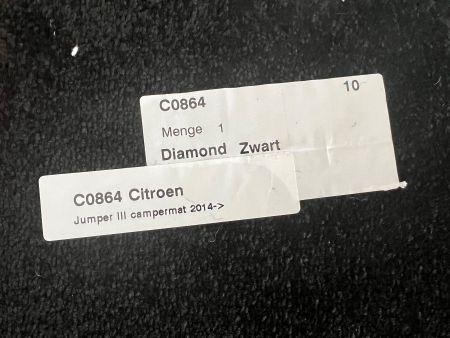 C0864 10
Menge 1
Diamond Zwart
C0864 Citroen
Jumper III campermat 2014->